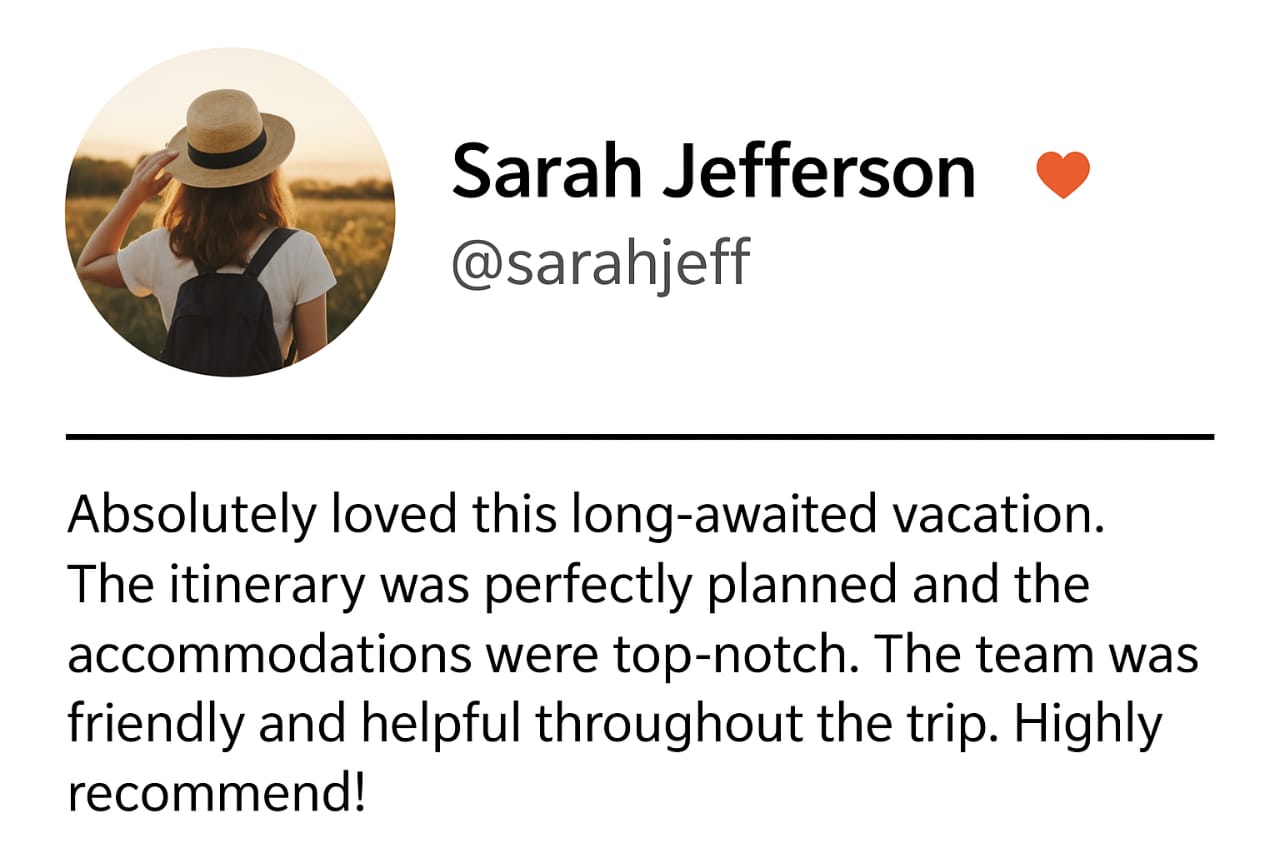 Sarah Jefferson
@sarahjeff
Absolutely loved this long-awaited vacation.
The itinerary was perfectly planned and the
accommodations were top-notch. The team was
friendly and helpful throughout the trip. Highly
recommend!